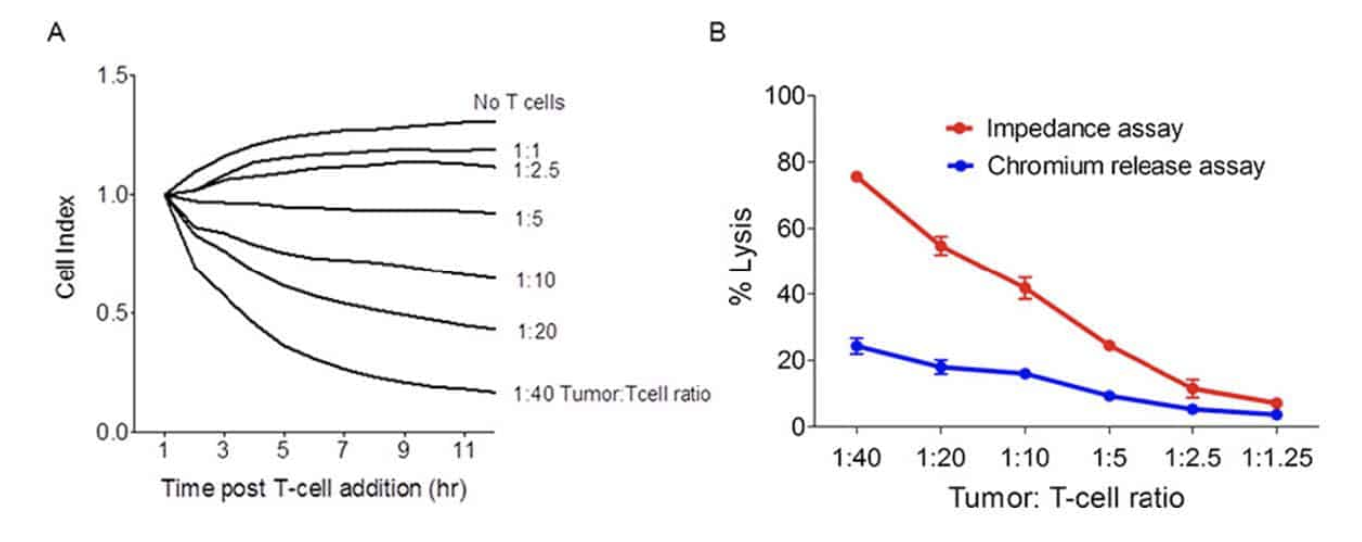 A
1.5
1.0
0.5
0.0
Cell Index
No T cells
1:1
1:2.5
1:5
1:10
1:20
1:40 Tumor:Tcell ratio
1 3 5 7 9 11
Time post T-cell addition (hr)
B
100
80
60
40
20
0
% Lysis
Impedance assay
Chromium release assay
1:40 1:20 1:10 1:5 1:2.5 1:1.25
Tumor: T-cell ratio